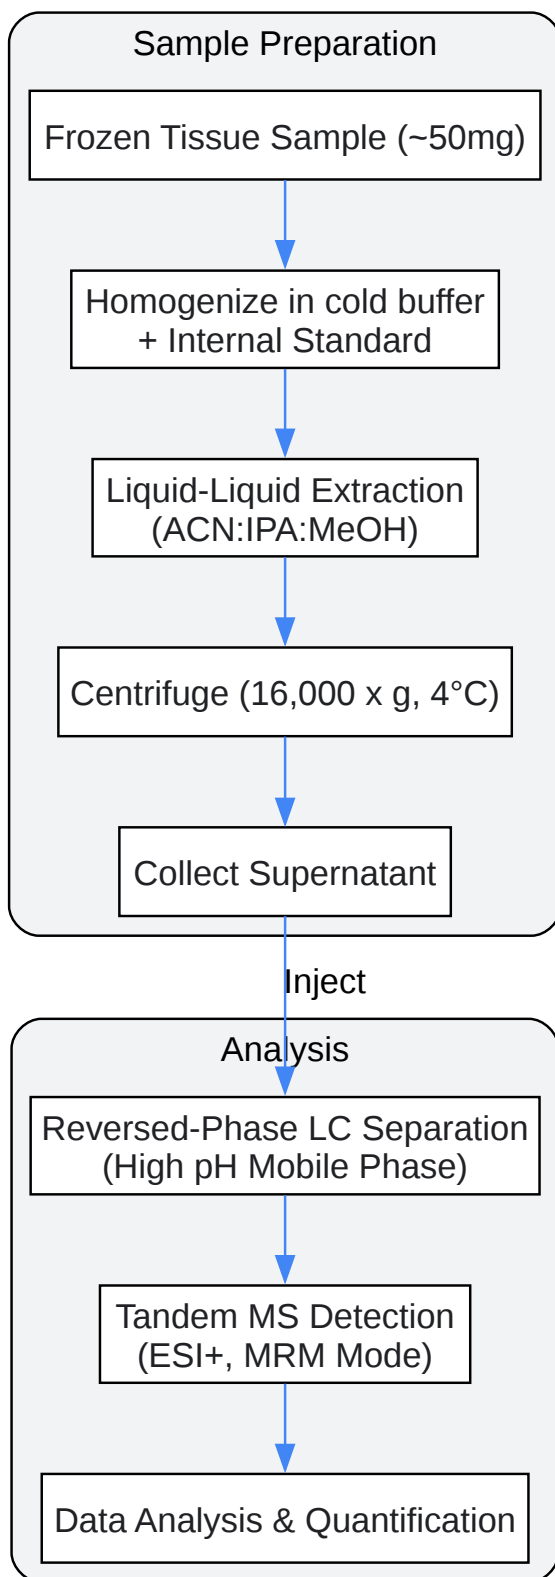 Sample Preparation
Frozen Tissue Sample (~50mg)
Homogenize in cold buffer
+ Internal Standard
Liquid-Liquid Extraction
(ACN:IPA:MeOH)
Centrifuge (16,000 x g, 4°C)
Collect Supernatant
Inject
Analysis
Reversed-Phase LC Separation
(High pH Mobile Phase)
Tandem MS Detection
(ESI+, MRM Mode)
Data Analysis & Quantification